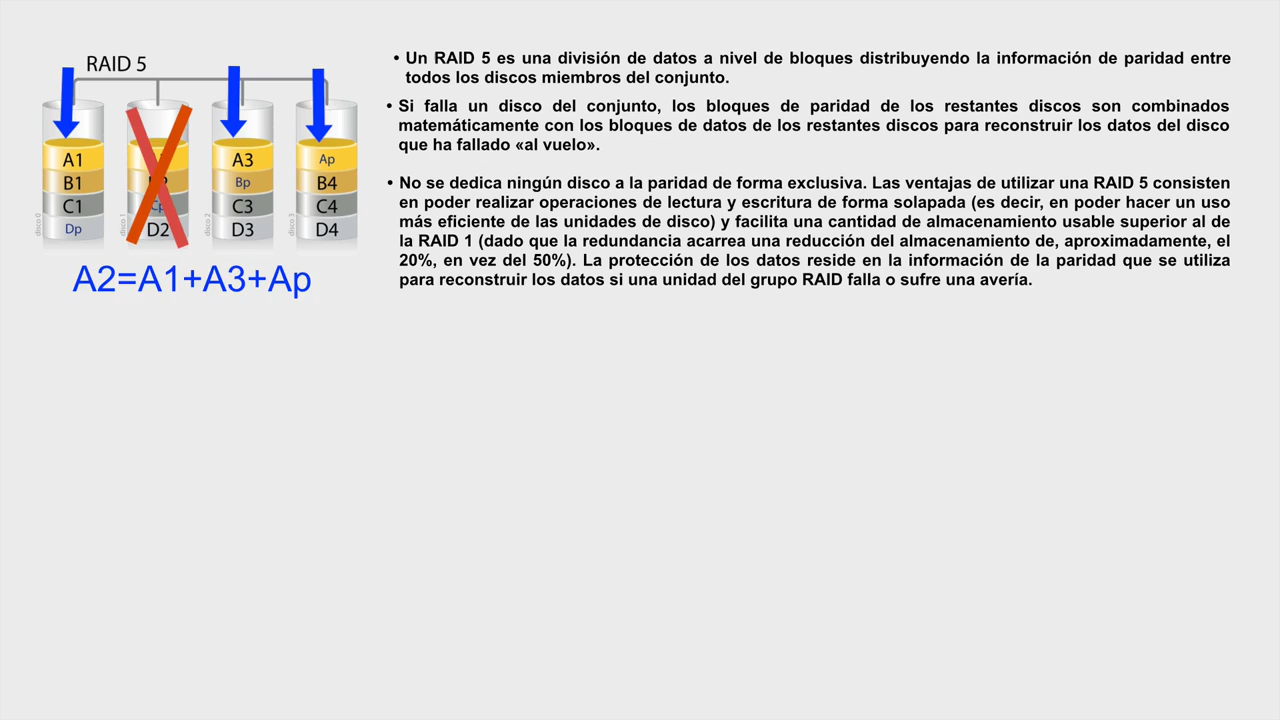 RAID 5
A1
B1
C1
Dp
D2
A3
Bp
C3
D3
Ap
B4
C4
D4
disco 0
disco 1
disco 2
disco 3
A2=A1+A3+Ap
• Un RAID 5 es una división de datos a nivel de bloques distribuyendo la información de paridad entre
todos los discos miembros del conjunto.
• Si falla un disco del conjunto, los bloques de paridad de los restantes discos son combinados
matemáticamente con los bloques de datos de los restantes discos para reconstruir los datos del disco
que ha fallado «al vuelo».
• No se dedica ningún disco a la paridad de forma exclusiva. Las ventajas de utilizar una RAID 5 consisten
en poder realizar operaciones de lectura y escritura de forma solapada (es decir, en poder hacer un uso
más eficiente de las unidades de disco) y facilita una cantidad de almacenamiento usable superior al de
la RAID 1 (dado que la redundancia acarrea una reducción del almacenamiento de, aproximadamente, el
20%, en vez del 50%). La protección de los datos reside en la información de la paridad que se utiliza
para reconstruir los datos si una unidad del grupo RAID falla o sufre una avería.